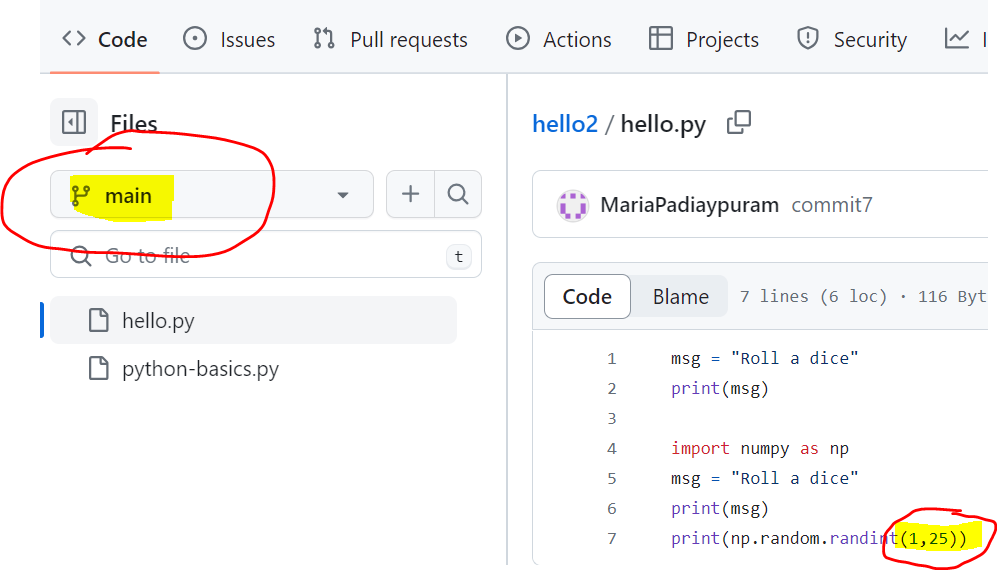 Code Issues Pull requests Actions Projects Security
Files
main
Go to file t
hello.py
python-basics.py
hello2 / hello.py
MariaPadiaypuram commit7
Code Blame 7 lines (6 loc) · 116 Byt
1 msg = "Roll a dice"
2 print(msg)
3
4 import numpy as np
5 msg = "Roll a dice"
6 print(msg)
7 print(np.random.randint(1,25))